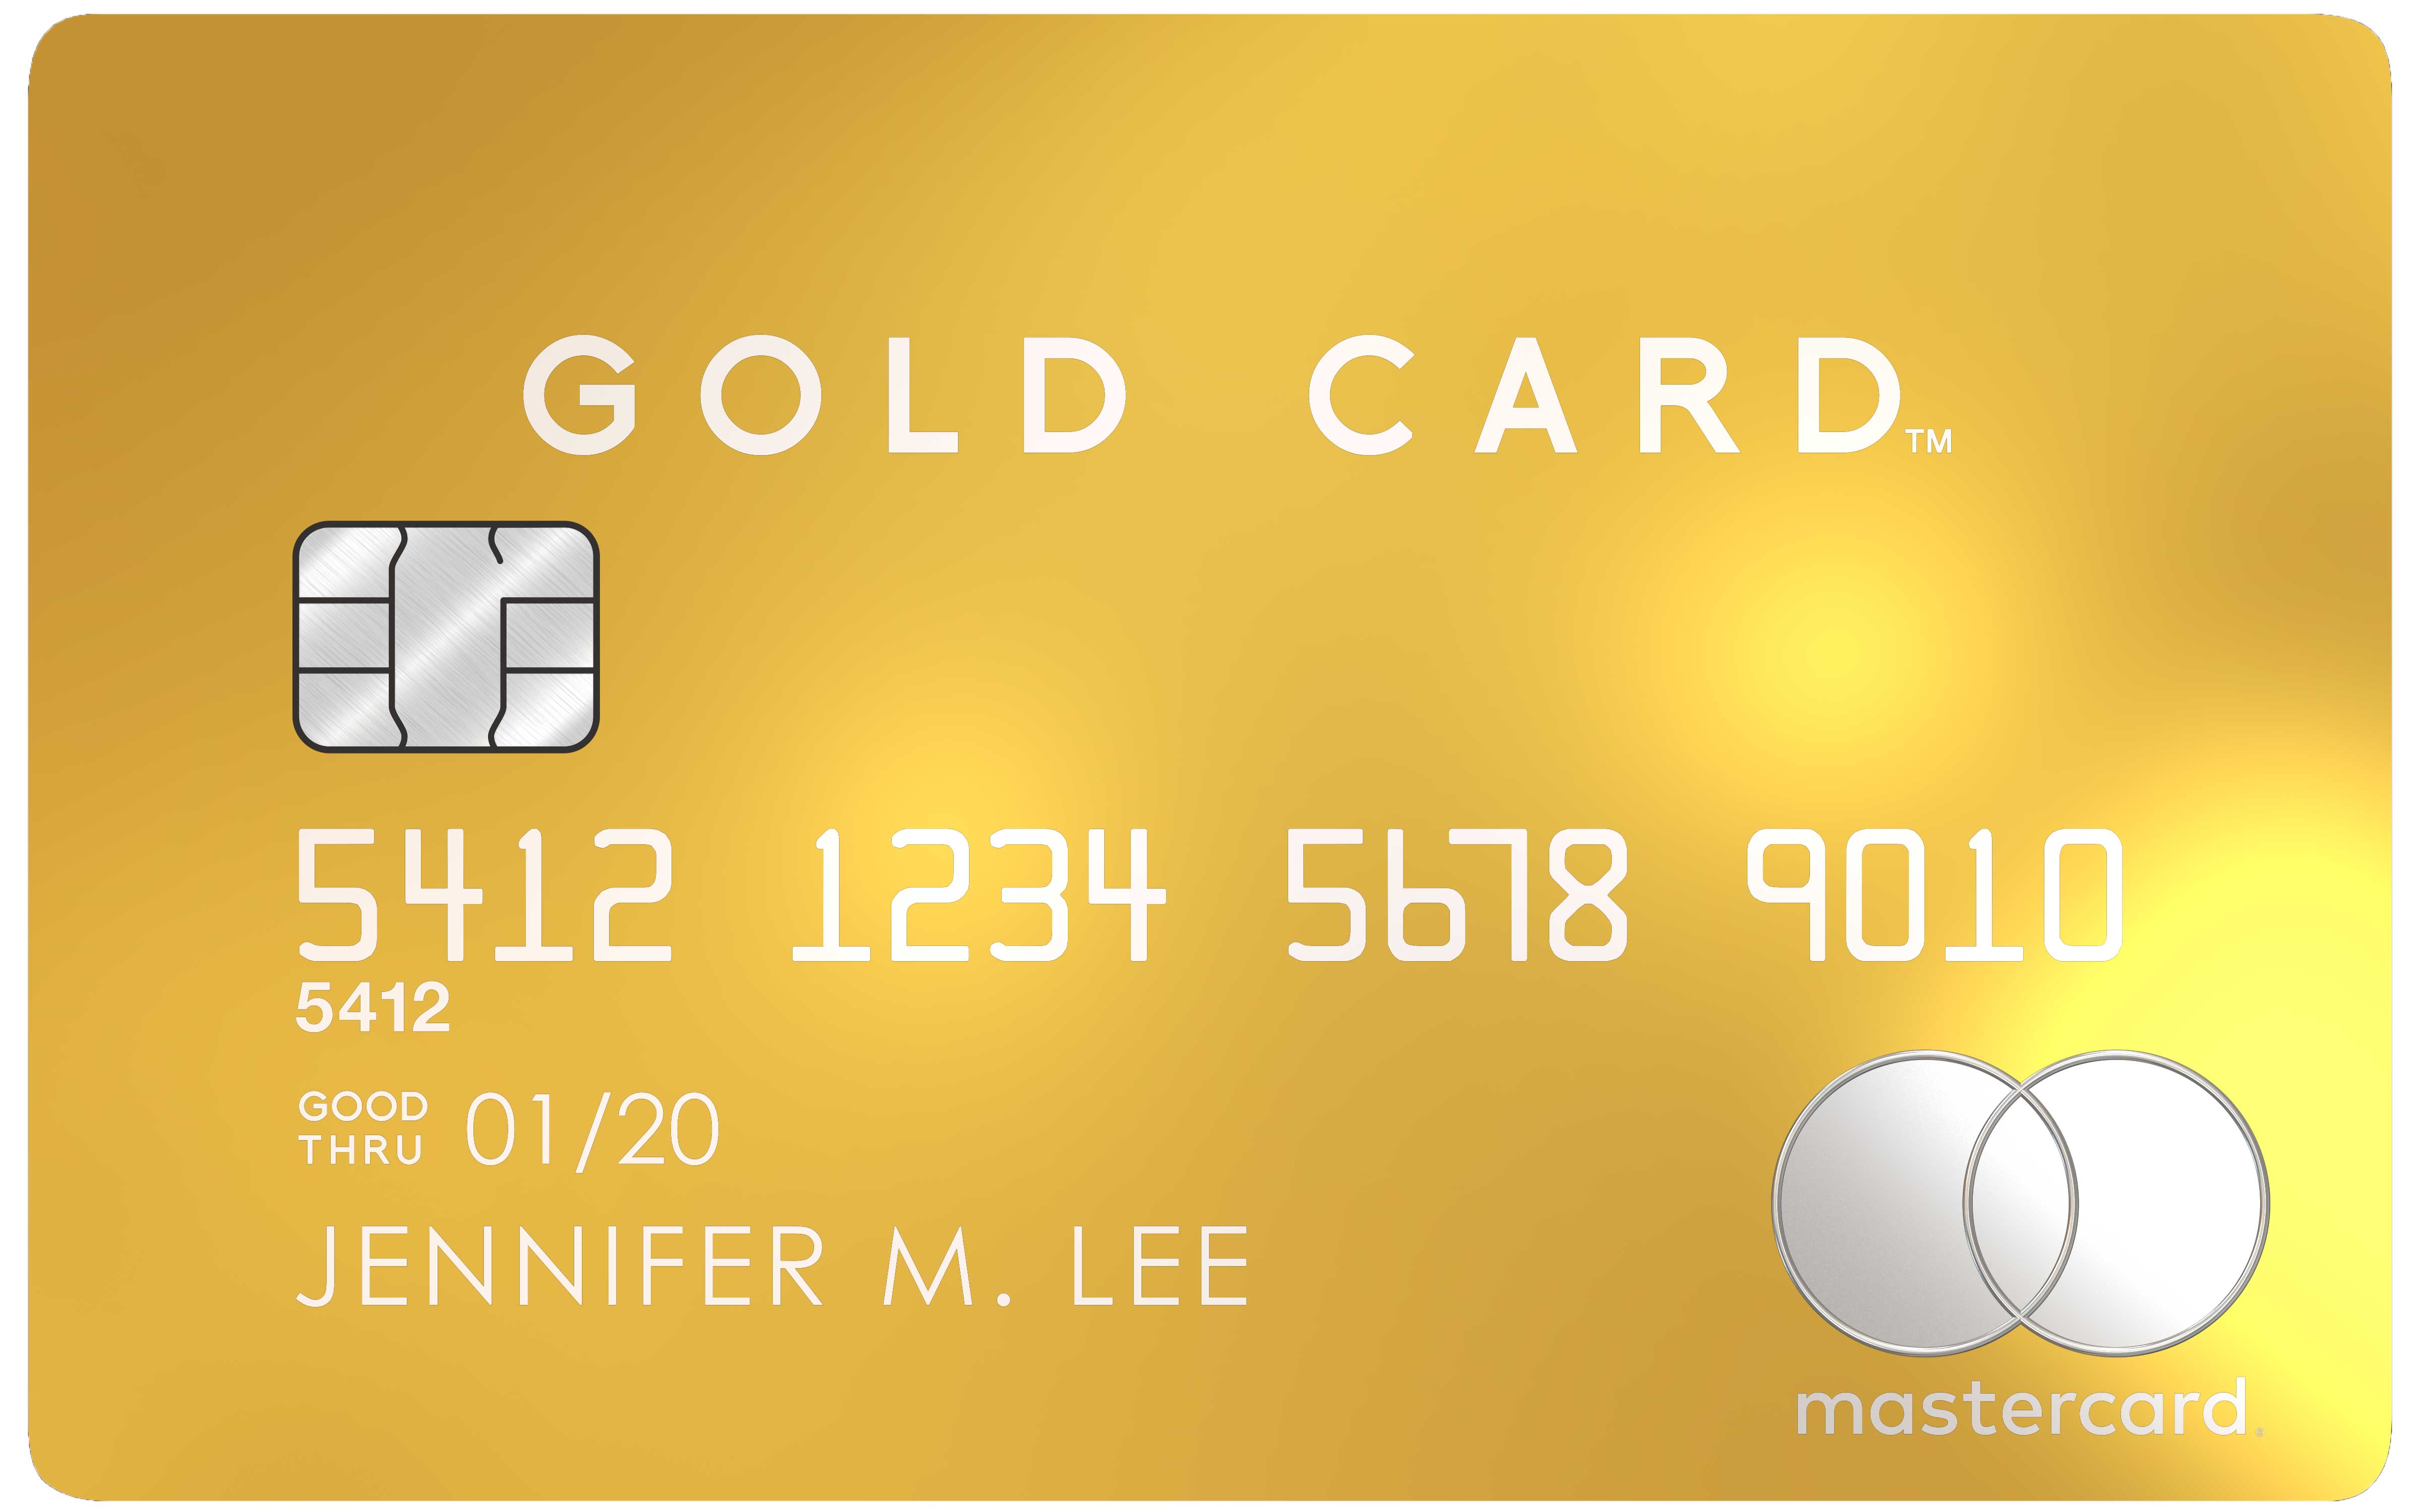 GOLD CARD™
5412 1234 5678 9010
5412
GOOD THRU 01/20
JENNIFER M. LEE
mastercard.